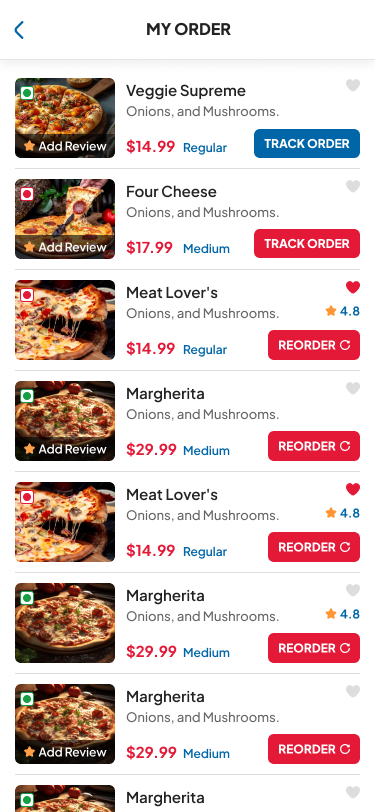 MY ORDER
Veggie Supreme
Onions, and Mushrooms.
Add Review
$14.99 Regular
TRACK ORDER
Four Cheese
Onions, and Mushrooms.
Add Review
$17.99 Medium
TRACK ORDER
Meat Lover's
Onions, and Mushrooms.
4.8
$14.99 Regular
REORDER
Margherita
Onions, and Mushrooms.
Add Review
$29.99 Medium
REORDER
Meat Lover's
Onions, and Mushrooms.
4.8
$14.99 Regular
REORDER
Margherita
Onions, and Mushrooms.
4.8
$29.99 Medium
REORDER
Margherita
Onions, and Mushrooms.
Add Review
$29.99 Medium
REORDER
Margherita